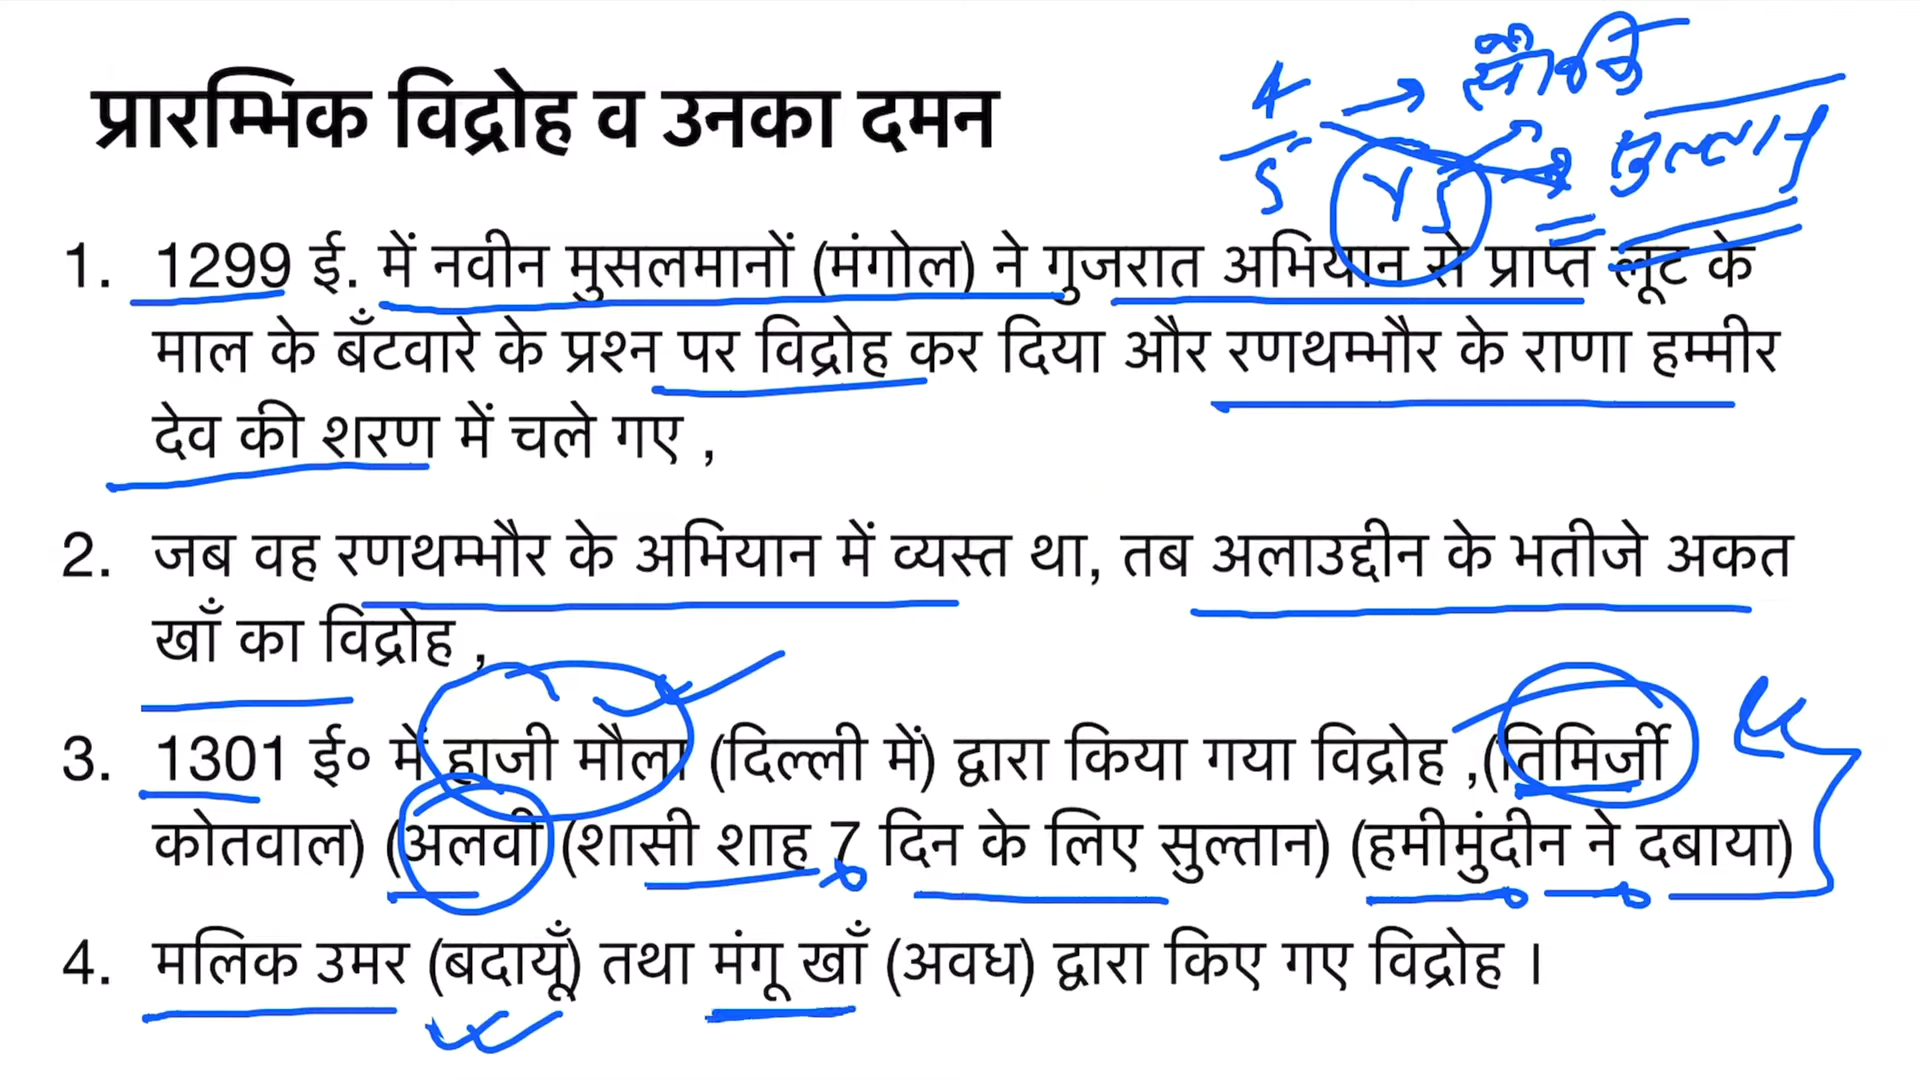 प्रारम्भिक विद्रोह व उनका दमन
4
5
सैनिक
सुल्तान
1. 1299 ई. में नवीन मुसलमानों (मंगोल) ने गुजरात अभियान से प्राप्त लूट के
माल के बँटवारे के प्रश्न पर विद्रोह कर दिया और रणथम्भौर के राणा हम्मीर
देव की शरण में चले गए ,
2. जब वह रणथम्भौर के अभियान में व्यस्त था, तब अलाउद्दीन के भतीजे अकत
खाँ का विद्रोह ,
3. 1301 ई० में हाजी मौला (दिल्ली में) द्वारा किया गया विद्रोह ,(तिमिर्जी
कोतवाल) (अलवी (शासी शाह 7 दिन के लिए सुल्तान) (हमीमुंदीन ने दबाया)
4. मलिक उमर (बदायूँ) तथा मंगू खाँ (अवध) द्वारा किए गए विद्रोह ।